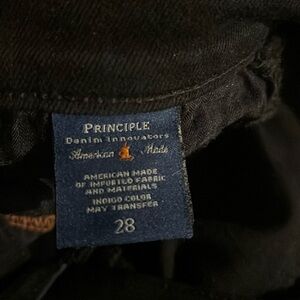 PRINCIPLE
Denim Innovators
American Made
AMERICAN MADE
OF IMPORTED FABRIC
AND MATERIALS
INDIGO COLOR
MAY TRANSFER
28